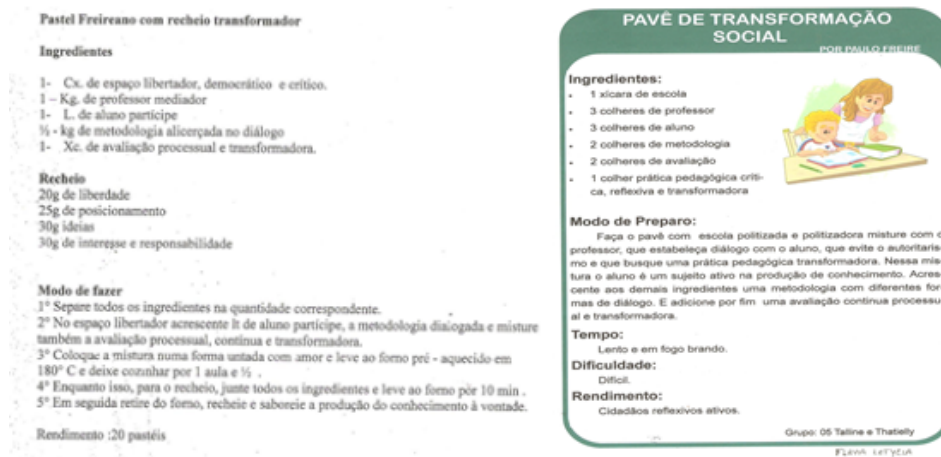 Pastel Freireano com recheio transformador
Ingredientes
1- Cx. de espaço libertador, democrático e crítico.
1 – Kg. de professor mediador
1- L. de aluno partícipe
½ - kg de metodologia alicerçada no diálogo
1- Xc. de avaliação processual e transformadora.
Recheio
20g de liberdade
25g de posicionamento
30g ideias
30g de interesse e responsabilidade
Modo de fazer
1º Separe todos os ingredientes na quantidade correspondente.
2º No espaço libertador acrescente lt de aluno partícipe, a metodologia dialogada e misture
também a avaliação processual, contínua e transformadora.
3º Coloque a mistura numa forma untada com amor e leve ao forno pré - aquecido em
180° C e deixe cozinhar por 1 aula e ½ .
4º Enquanto isso, para o recheio, junte todos os ingredientes e leve ao forno por 10 min .
5º Em seguida retire do forno, recheie e saboreie a produção do conhecimento à vontade.
Rendimento :20 pastéis
PAVÊ DE TRANSFORMAÇÃO
SOCIAL
POR PAULO FREIRE
Ingredientes:
• 1 xícara de escola
• 3 colheres de professor
• 3 colheres de aluno
• 2 colheres de metodologia
• 2 colheres de avaliação
• 1 colher prática pedagógica críti-
ca, reflexiva e transformadora
Modo de Preparo:
Faça o pavê com escola politizada e politizadora misture com o
professor, que estabeleça diálogo com o aluno, que evite o autoritaris-
mo e que busque uma prática pedagógica transformadora. Nessa mis-
tura o aluno é um sujeito ativo na produção de conhecimento. Acres-
cente aos demais ingredientes uma metodologia com diferentes for-
mas de diálogo. E adicione por fim uma avaliação contínua processu-
al e transformadora.
Tempo:
Lento e em fogo brando.
Dificuldade:
Difícil.
Rendimento:
Cidadãos reflexivos ativos.
Grupo: 05 Talline e Thatielly
LETYCIA